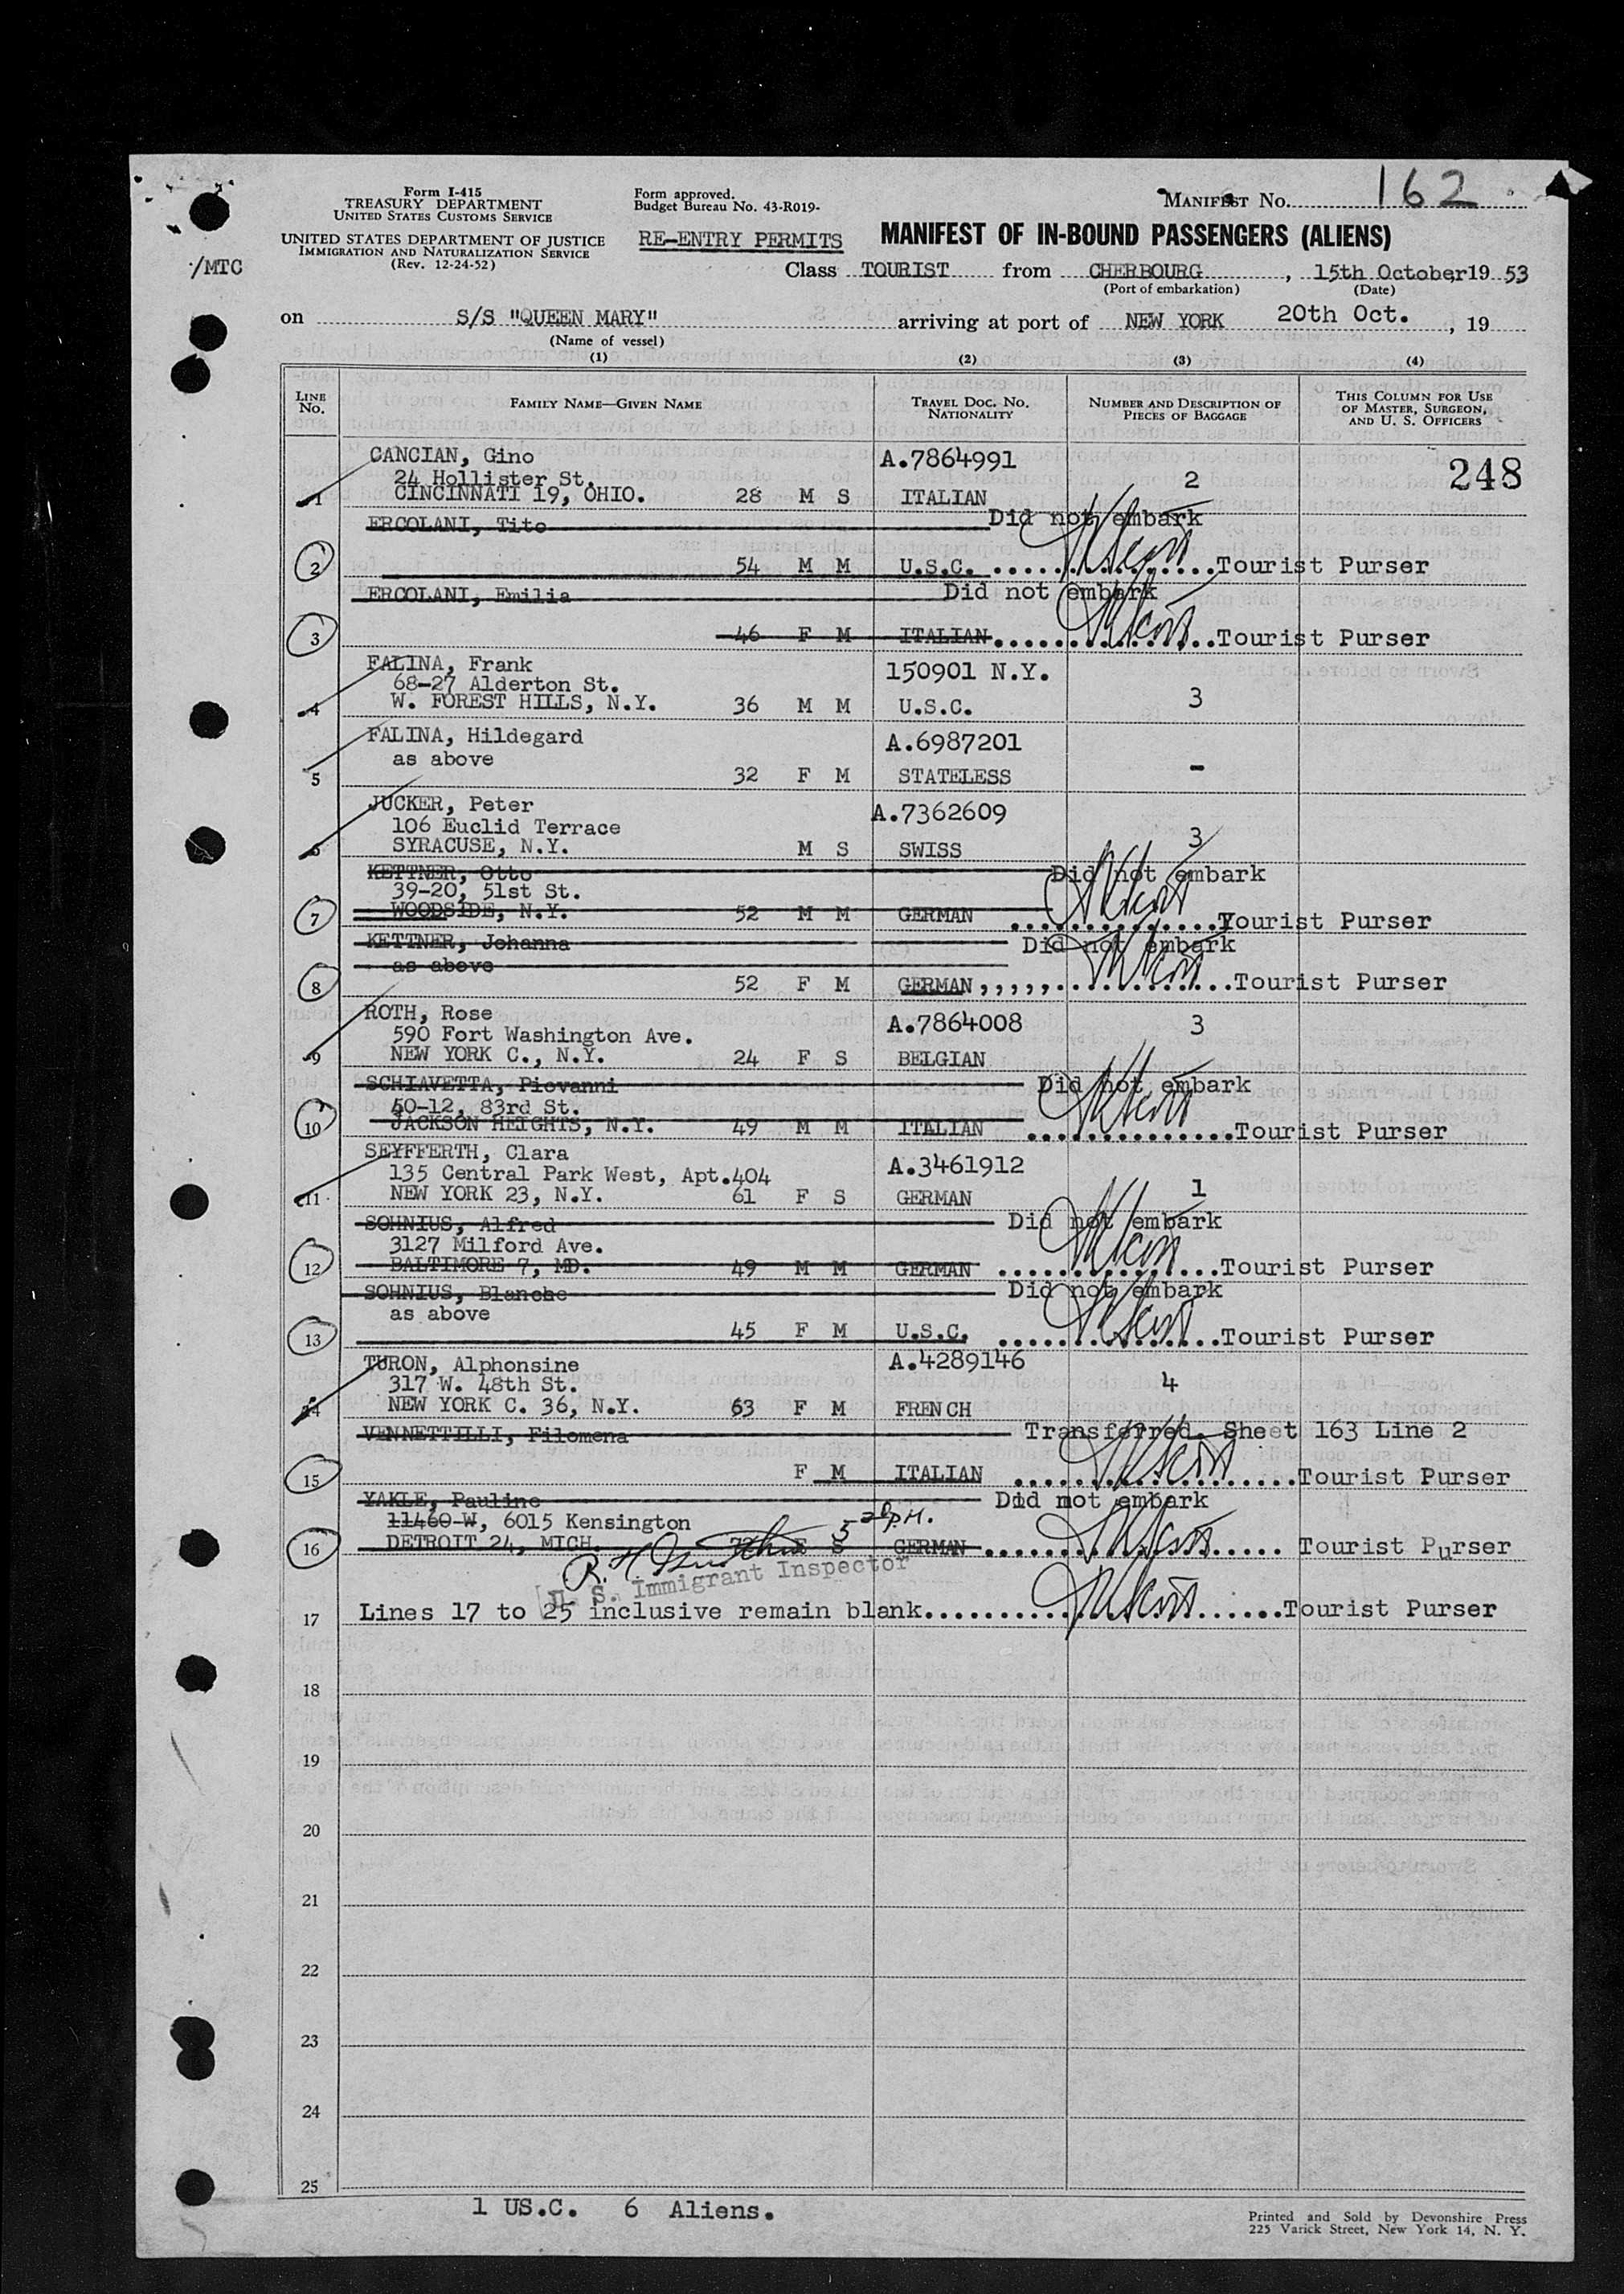 Form I-415
TREASURY DEPARTMENT
UNITED STATES CUSTOMS SERVICE
UNITED STATES DEPARTMENT OF JUSTICE
IMMIGRATION AND NATURALIZATION SERVICE
(Rev. 12-24-52)
/MTC
Form approved.
Budget Bureau No. 43-R019-
RE-ENTRY PERMITS
MANIFEST No. 162
MANIFEST OF IN-BOUND PASSENGERS (ALIENS)
Class TOURIST from CHERBOURG, 15th October, 19 53
(Port of embarkation) (Date)
on S/S "QUEEN MARY" arriving at port of NEW YORK 20th Oct., 19
(Name of vessel)
(1) (2) (3) (4)
LINE No. FAMILY NAME—GIVEN NAME TRAVEL DOC. No. NATIONALITY NUMBER AND DESCRIPTION OF PIECES OF BAGGAGE THIS COLUMN FOR USE OF MASTER, SURGEON, AND U. S. OFFICERS
248
CANCIAN, Gino A.7864991
24 Hollister St. 2
1 CINCINNATI 19, OHIO. 28 M S ITALIAN
ERCOLANI, Tito Did not embark
2 54 M M U.S.C. ..... Tourist Purser
ERCOLANI, Emilia Did not embark
3 46 F M ITALIAN..... Tourist Purser
FALINA, Frank 150901 N.Y.
68-27 Alderton St.
4 W. FOREST HILLS, N.Y. 36 M M U.S.C. 3
FALINA, Hildegard A.6987201
as above
5 32 F M STATELESS -
JUCKER, Peter A.7362609
106 Euclid Terrace
6 SYRACUSE, N.Y. M S SWISS 3
KETTNER, Otto Did not embark
39-20, 51st St.
7 WOODSIDE, N.Y. 52 M M GERMAN ..... Tourist Purser
KETTNER, Johanna Did not embark
as above
8 52 F M GERMAN,,,,,..... Tourist Purser
ROTH, Rose A.7864008 3
590 Fort Washington Ave.
9 NEW YORK C., N.Y. 24 F S BELGIAN
SCHIAVETTA, Piovanni Did not embark
40-12, 83rd St.
10 JACKSON HEIGHTS, N.Y. 49 M M ITALIAN ..... Tourist Purser
SEYFFERTH, Clara A.3461912
135 Central Park West, Apt.404
11 NEW YORK 23, N.Y. 61 F S GERMAN 1
SOHNIUS, Alfred Did not embark
3127 Milford Ave.
12 BALTIMORE 7, MD. 49 M M GERMAN ..... Tourist Purser
SOHNIUS, Blanche Did not embark
as above
13 45 F M U.S.C. ..... Tourist Purser
TURON, Alphonsine A.4289146
317 W. 48th St. 4
14 NEW YORK C. 36, N.Y. 63 F M FRENCH
VENNETTILLI, Filomena Transferred. Sheet 163 Line 2
15 F M ITALIAN ..... Tourist Purser
YAKLE, Pauline Did not embark
11460-W, 6015 Kensington
16 DETROIT 24, MICH. S GERMAN ..... Tourist Purser
U. S. Immigrant Inspector
17 Lines 17 to 25 inclusive remain blank..... Tourist Purser
18
19
20
21
22
23
24
25
1 US.C. 6 Aliens.
Printed and Sold by Devonshire Press
225 Varick Street, New York 14, N. Y.